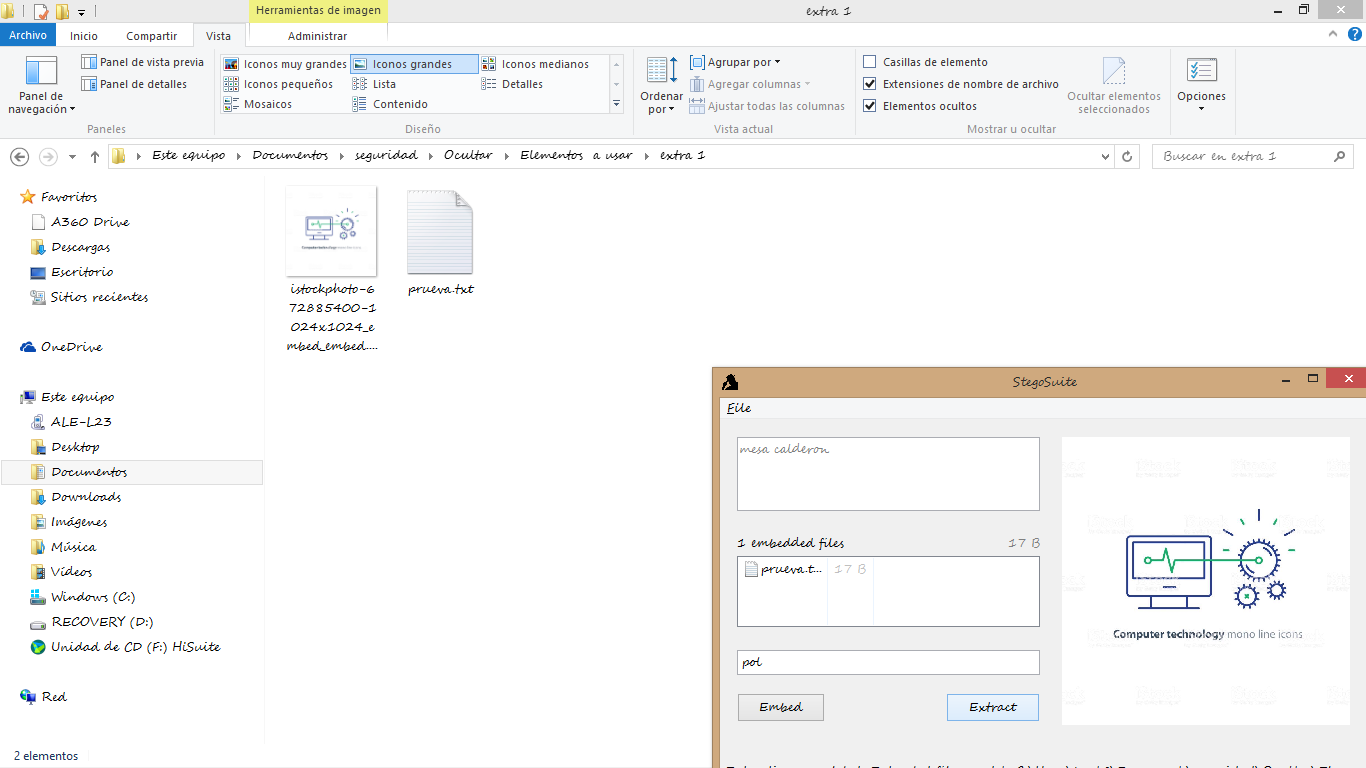 Herramientas de imagen
extra 1
Archivo
Inicio
Compartir
Vista
Administrar
Panel de navegación
Panel de vista previa
Panel de detalles
Paneles
Iconos muy grandes
Iconos grandes
Iconos medianos
Iconos pequeños
Lista
Detalles
Mosaicos
Contenido
Diseño
Ordenar por
Agrupar por
Agregar columnas
Ajustar todas las columnas
Vista actual
Casillas de elemento
Extensiones de nombre de archivo
Elementos ocultos
Ocultar elementos seleccionados
Mostrar u ocultar
Opciones
Este equipo
Documentos
seguridad
Ocultar
Elementos a usar
extra 1
Buscar en extra 1
Favoritos
A360 Drive
Descargas
Escritorio
Sitios recientes
OneDrive
Este equipo
ALE-L23
Desktop
Documentos
Downloads
Imágenes
Música
Vídeos
Windows (C:)
RECOVERY (D:)
Unidad de CD (F:) HiSuite
Red
2 elementos
istockphoto-6
72885400-1
024x1024_e
mbed_embed....
prueva.txt
StegoSuite
File
mesa calderon
1 embedded files
17 B
prueva.t...
17 B
pol
Embed
Extract
Computer technology mono line icons